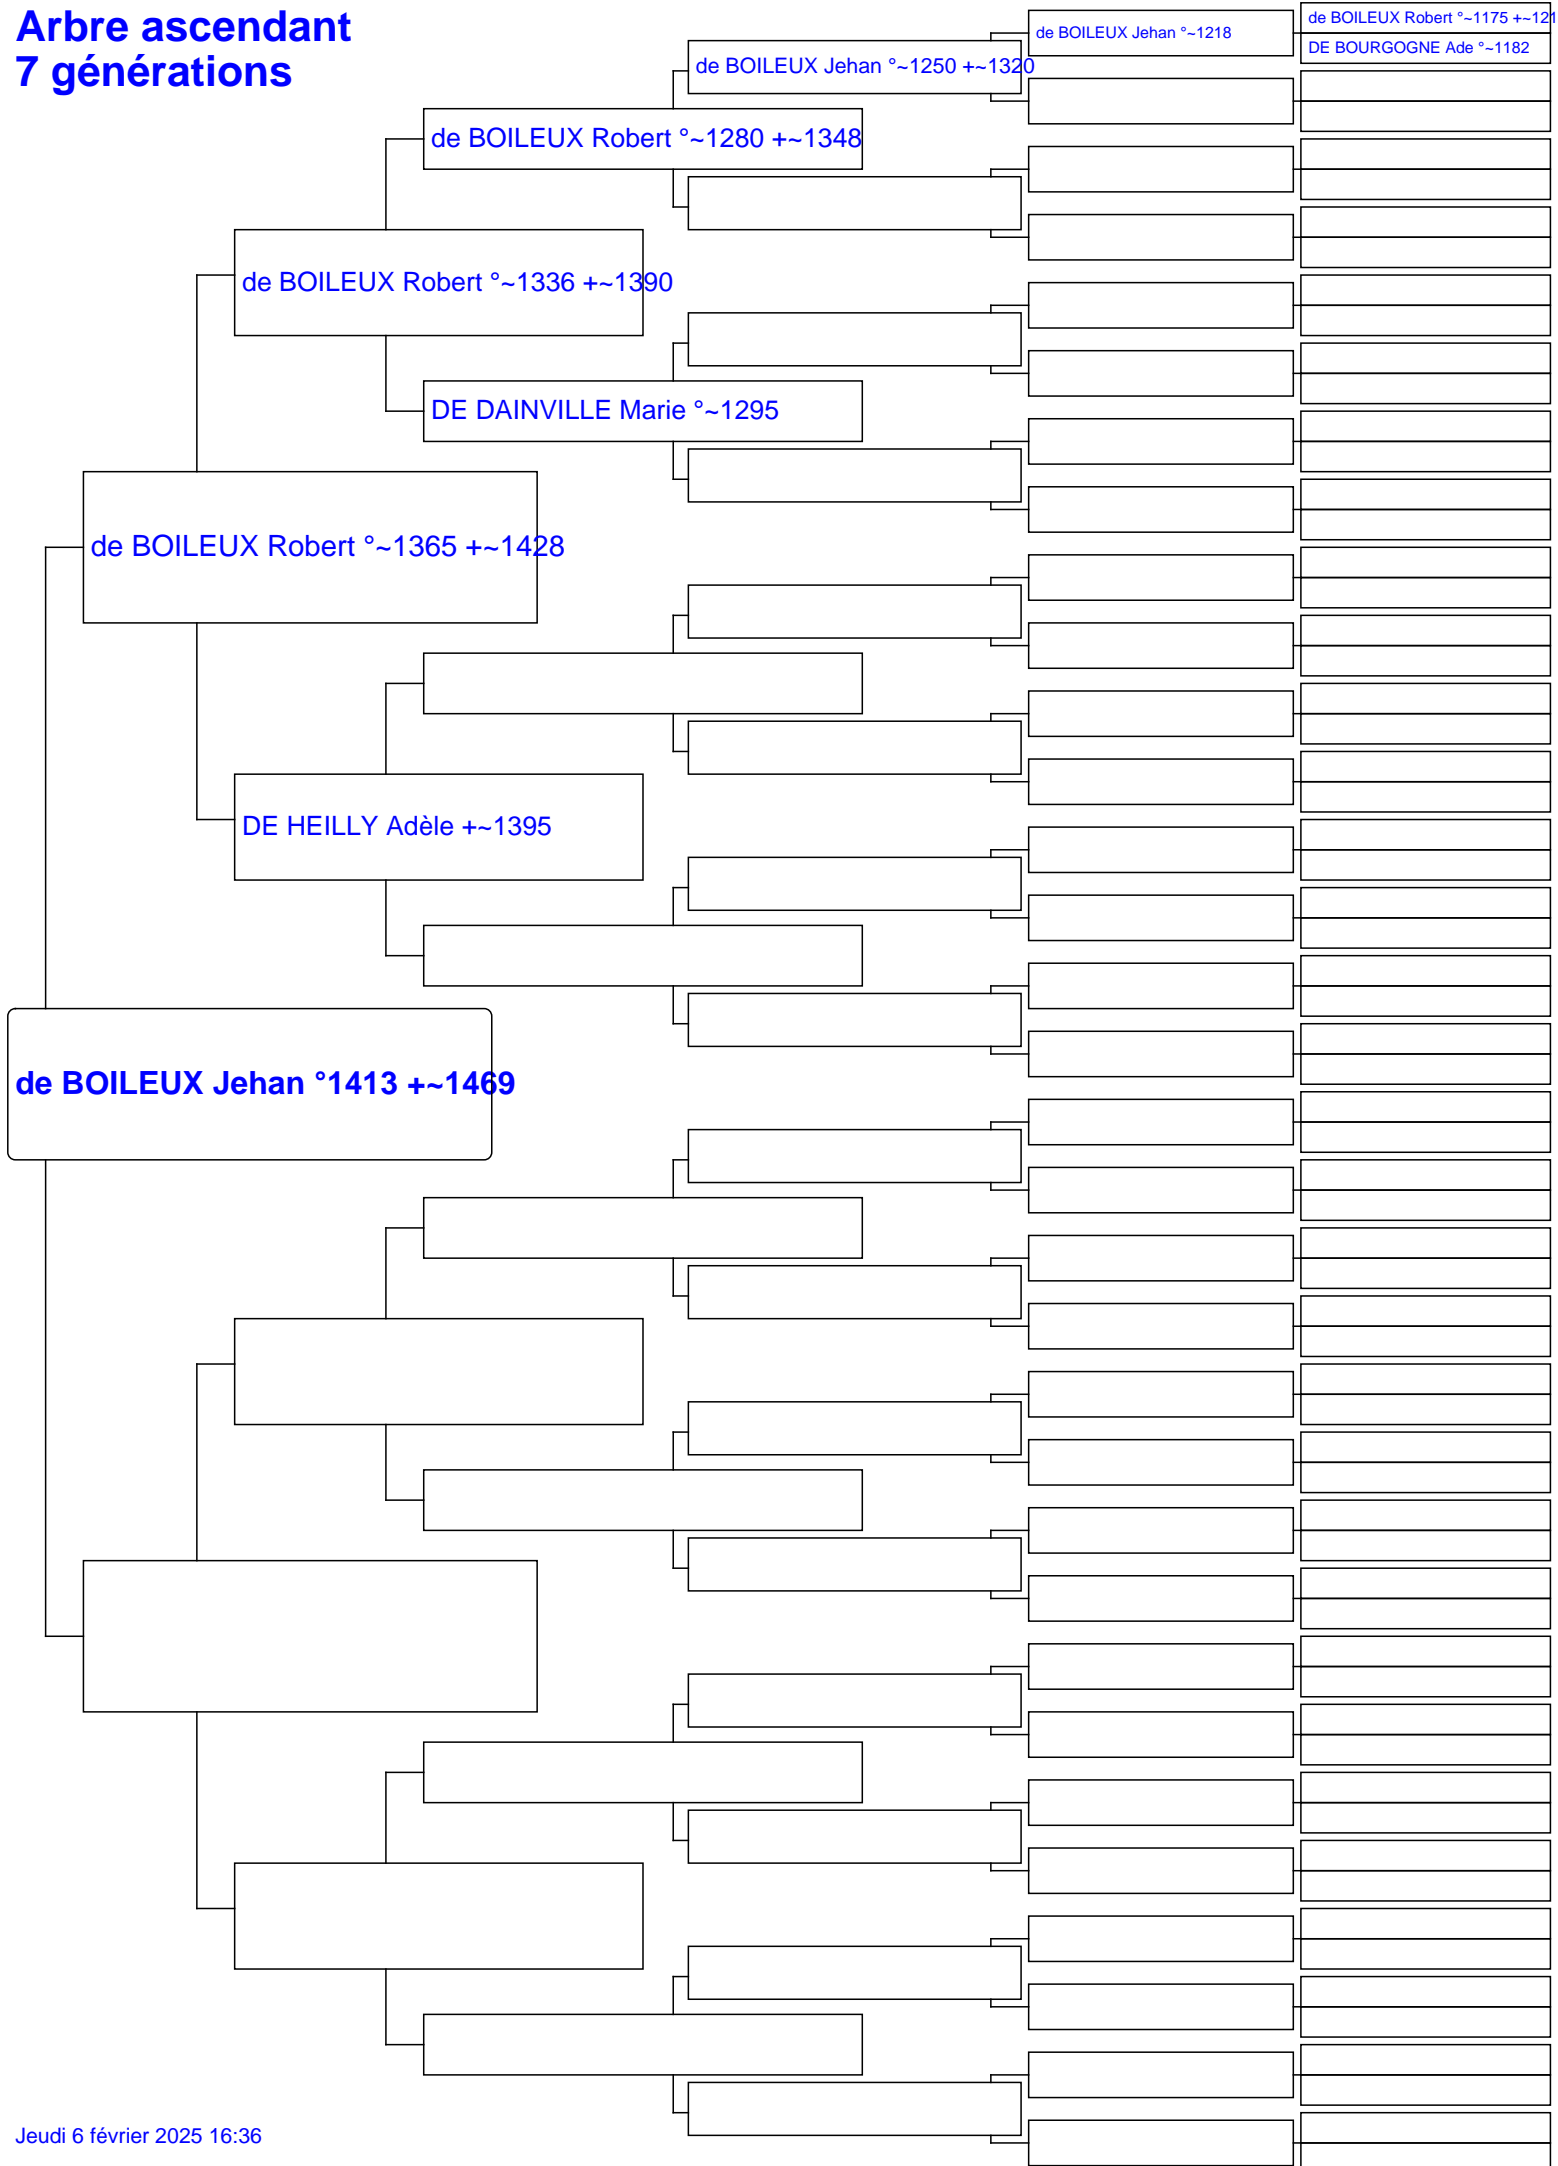 Arbre ascendant
7 générations
de BOILEUX Robert °~1175 +~121
de BOILEUX Jehan °~1218
DE BOURGOGNE Ade °~1182
de BOILEUX Jehan °~1250 +~1320
de BOILEUX Robert °~1280 +~1348
de BOILEUX Robert °~1336 +~1390
DE DAINVILLE Marie °~1295
de BOILEUX Robert °~1365 +~1428
DE HEILLY Adèle +~1395
de BOILEUX Jehan °1413 +~1469
Jeudi 6 février 2025 16:36